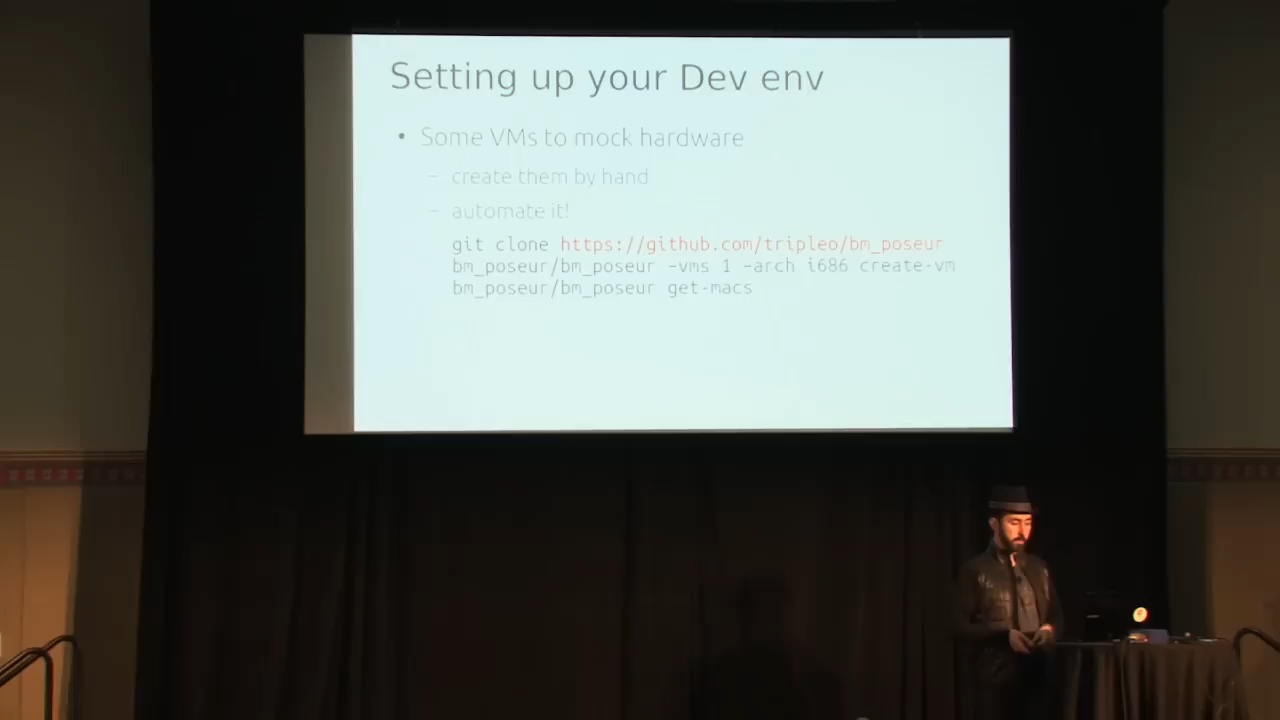 Setting up your Dev env
• Some VMs to mock hardware
– create them by hand
– automate it!
git clone https://github.com/tripleo/bm_poseur
bm_poseur/bm_poseur –vms 1 –arch i686 create-vm
bm_poseur/bm_poseur get-macs